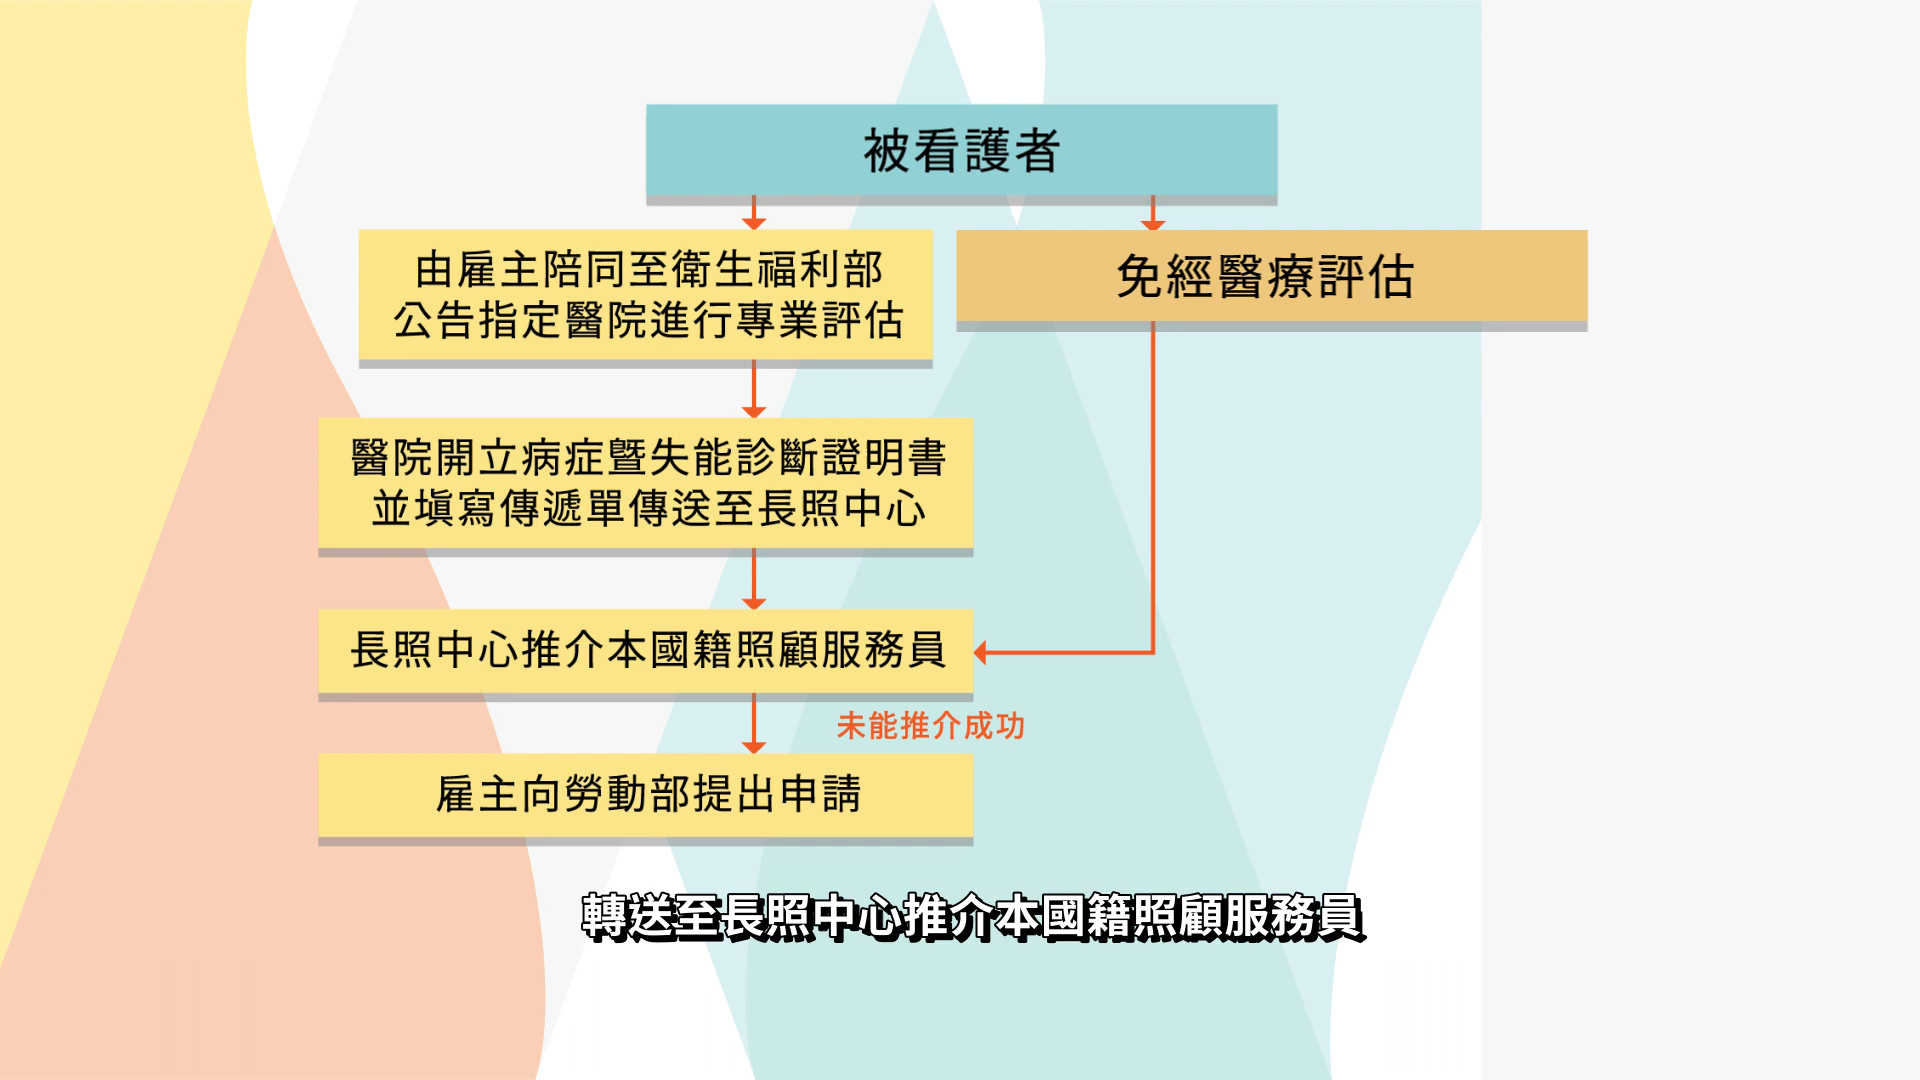 被看護者
由雇主陪同至衛生福利部
公告指定醫院進行專業評估
免經醫療評估
醫院開立病症暨失能診斷證明書
並填寫傳遞單傳送至長照中心
長照中心推介本國籍照顧服務員
未能推介成功
雇主向勞動部提出申請
轉送至長照中心推介本國籍照顧服務員